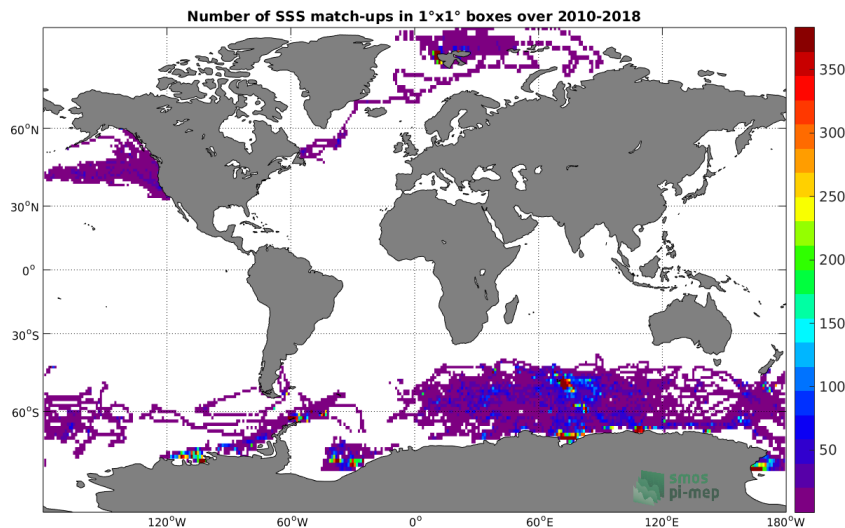 Number of SSS match-ups in 1°x1° boxes over 2010-2018
60°N
30°N
0°
30°S
60°S
120°W
60°W
0°
60°E
120°E
180°W
350
300
250
200
150
100
50
smos
pi-mep